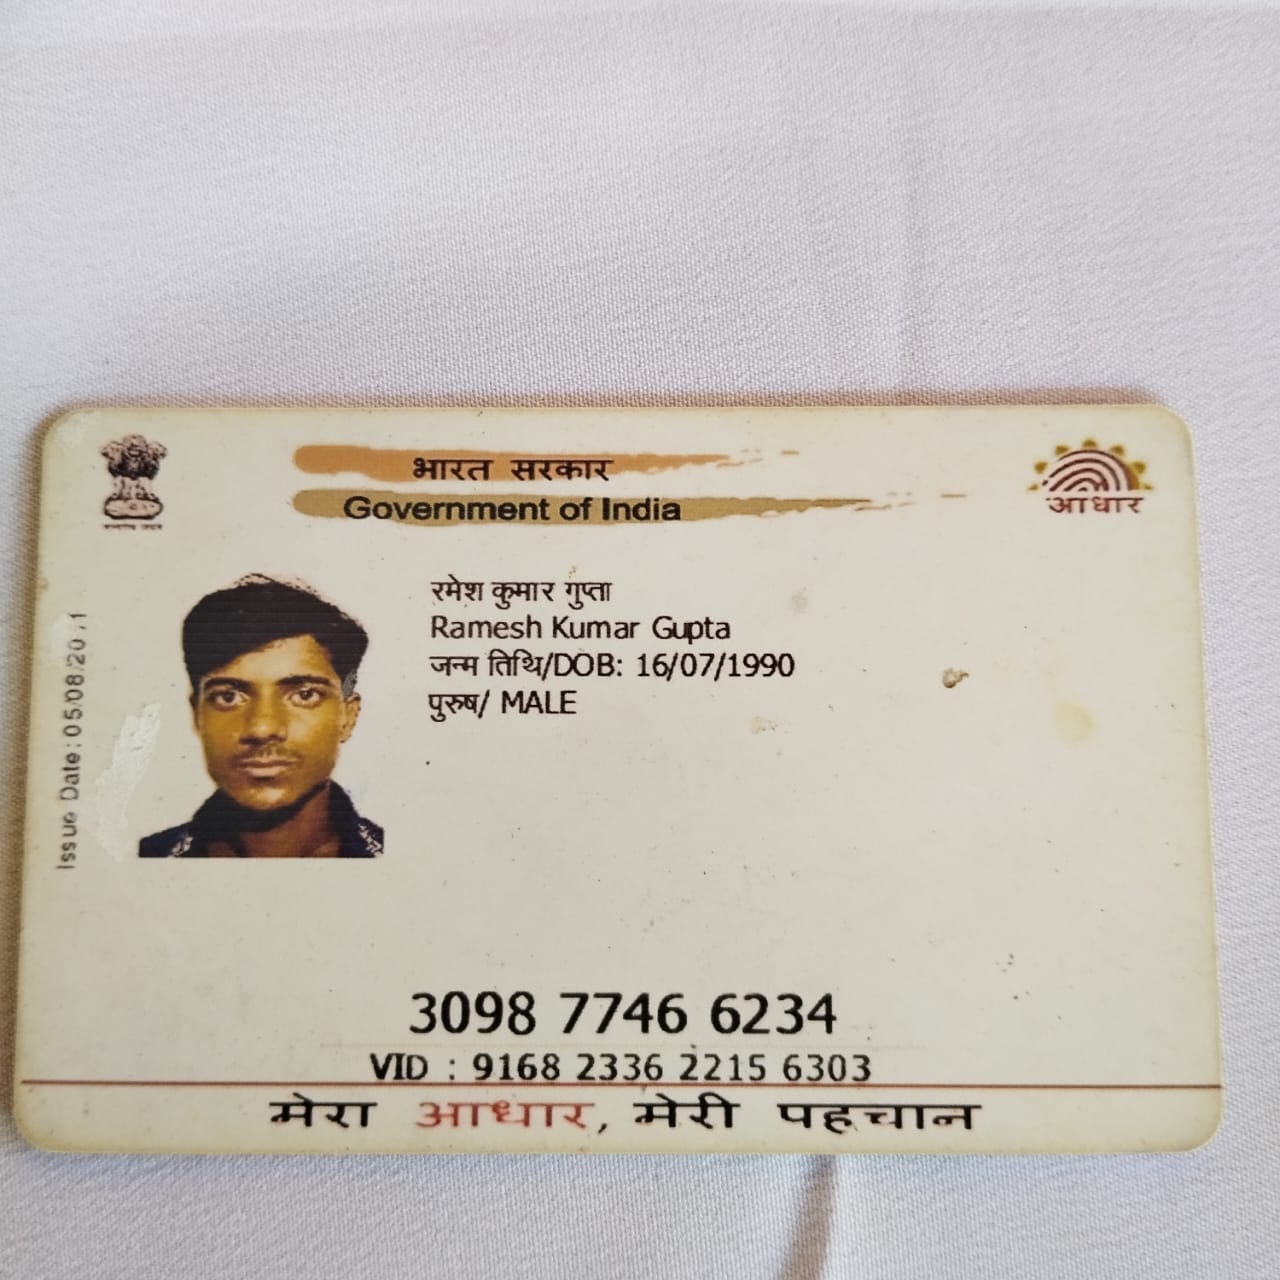 भारत सरकार
Government of India
आधार
रमेश कुमार गुप्ता
Ramesh Kumar Gupta
जन्म तिथि/DOB: 16/07/1990
पुरुष/ MALE
Issue Date: 05/08/20 1
3098 7746 6234
VID : 9168 2336 2215 6303
मेरा आधार, मेरी पहचान